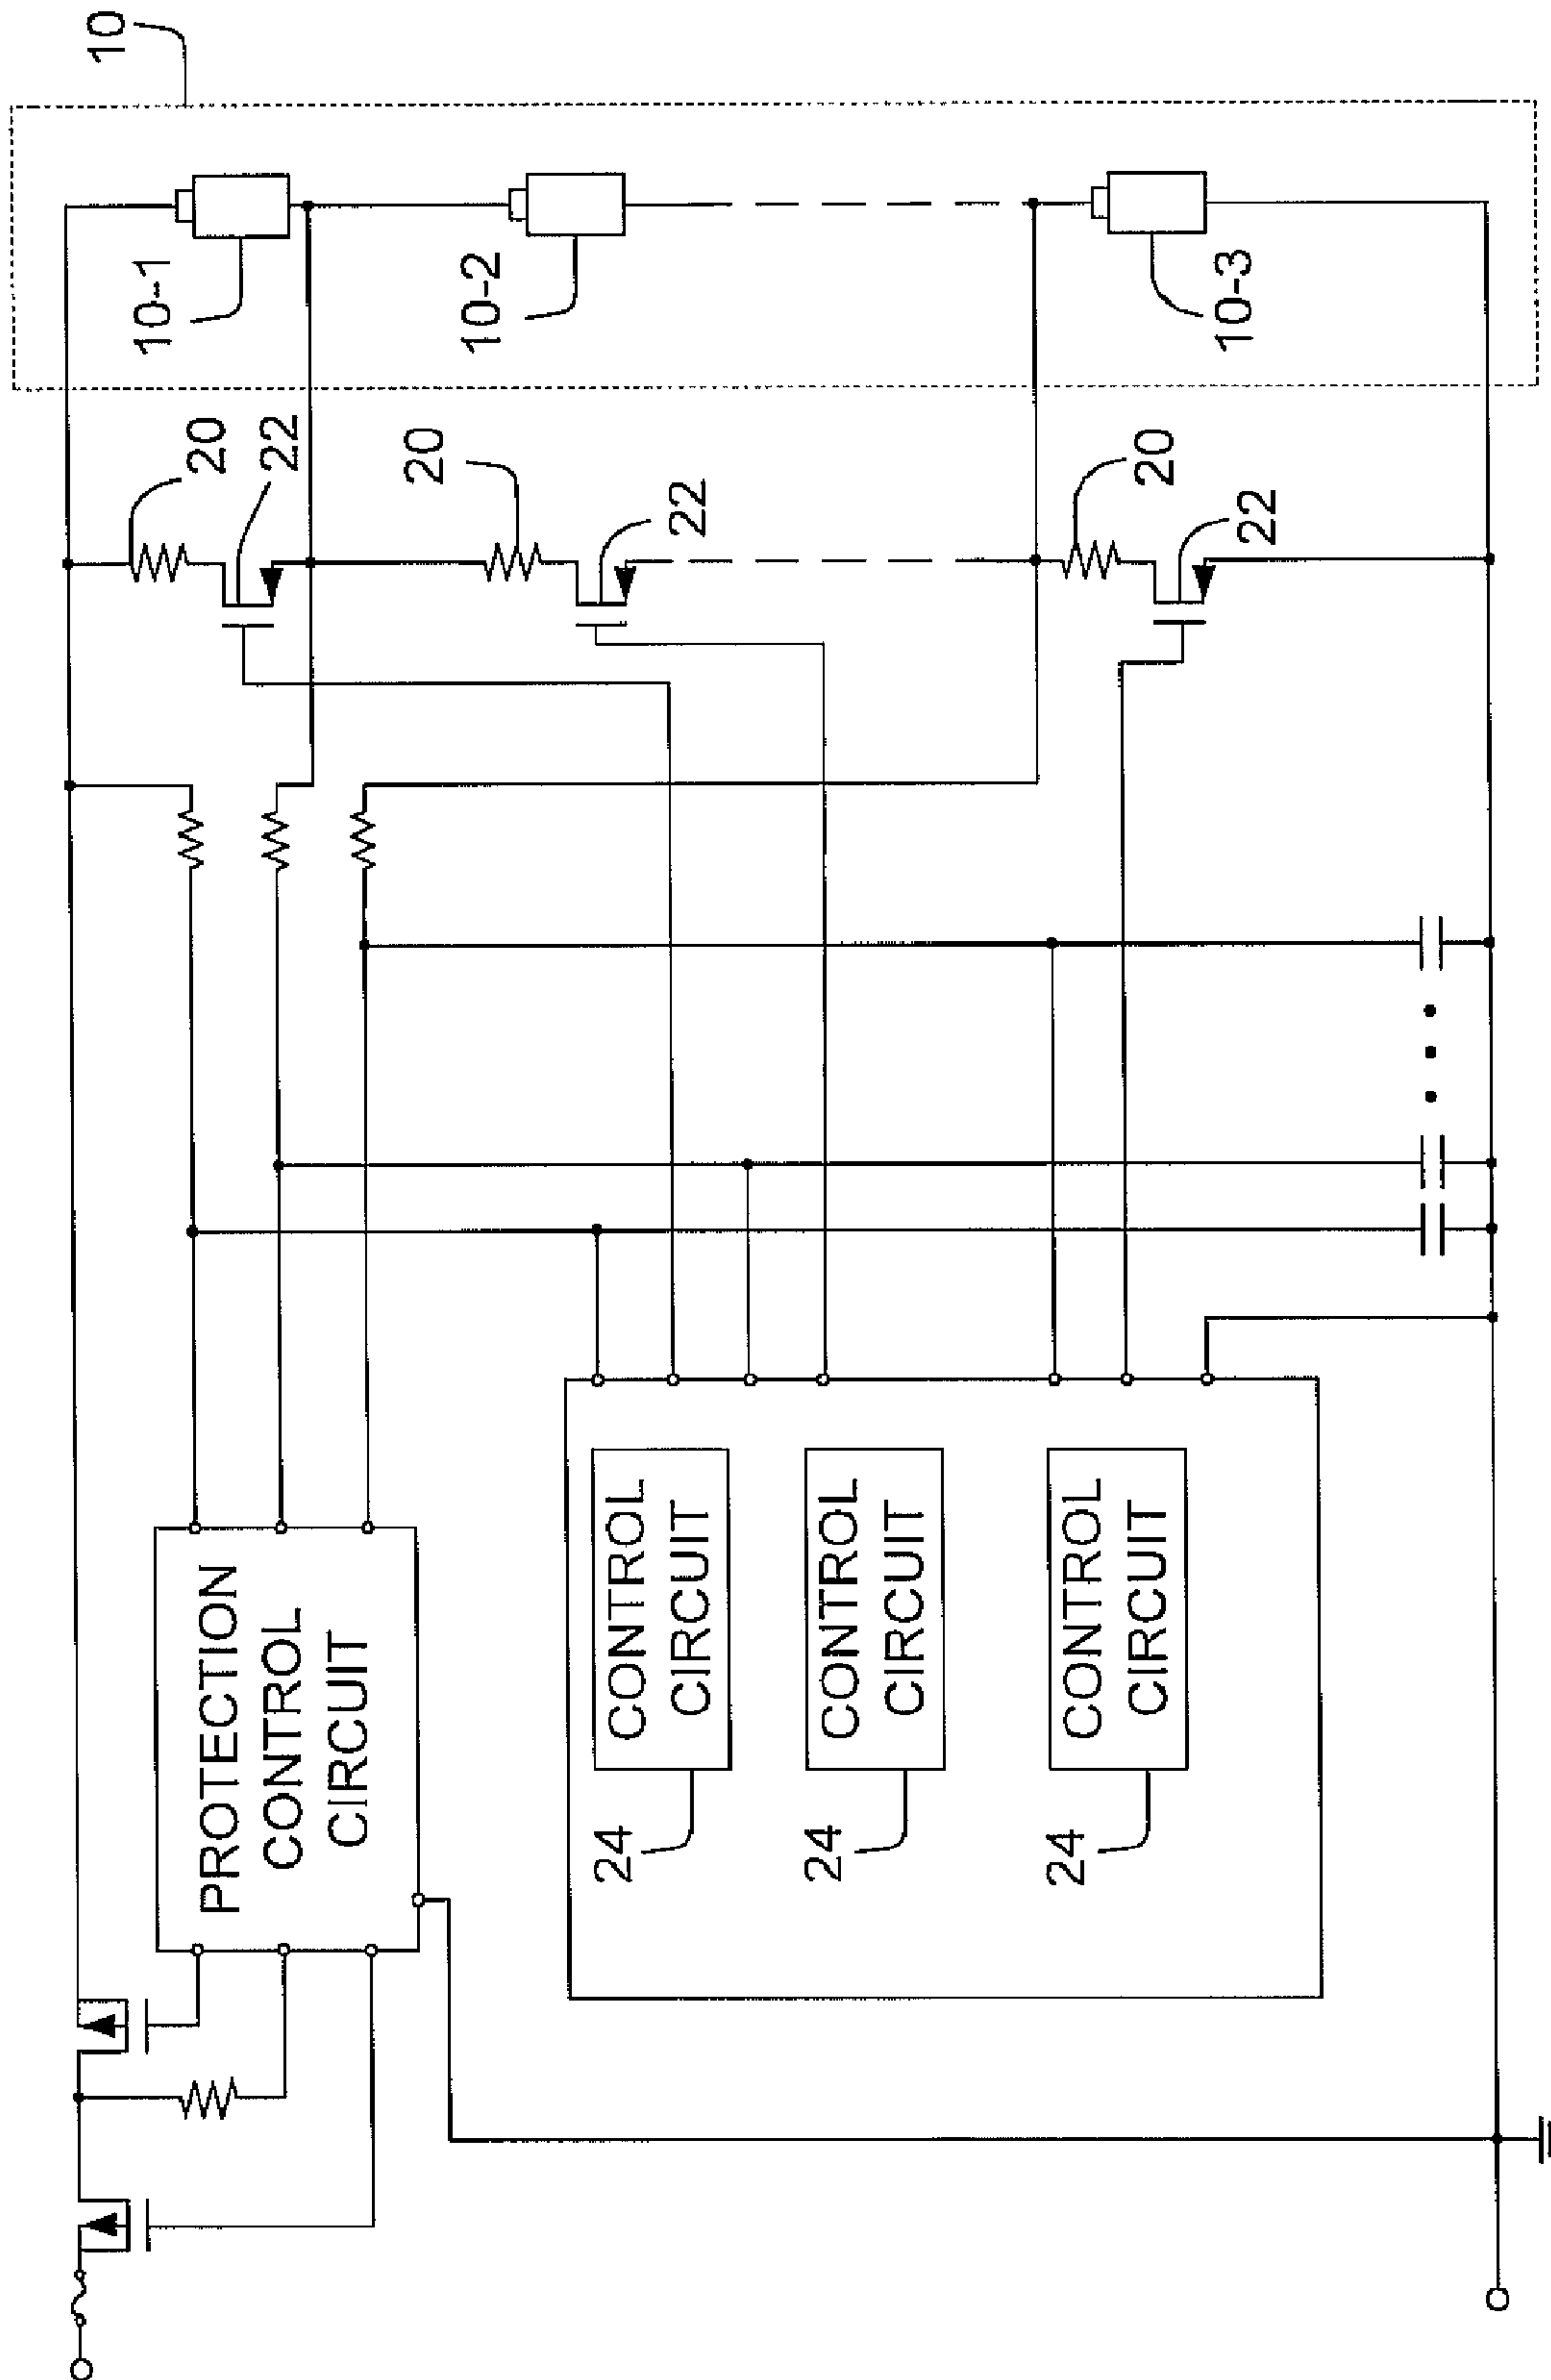 10
10-1
10-2
10-3
20
22
20
22
20
22
PROTECTION
CONTROL
CIRCUIT
CONTROL
CIRCUIT
24
CONTROL
CIRCUIT
24
CONTROL
CIRCUIT
24